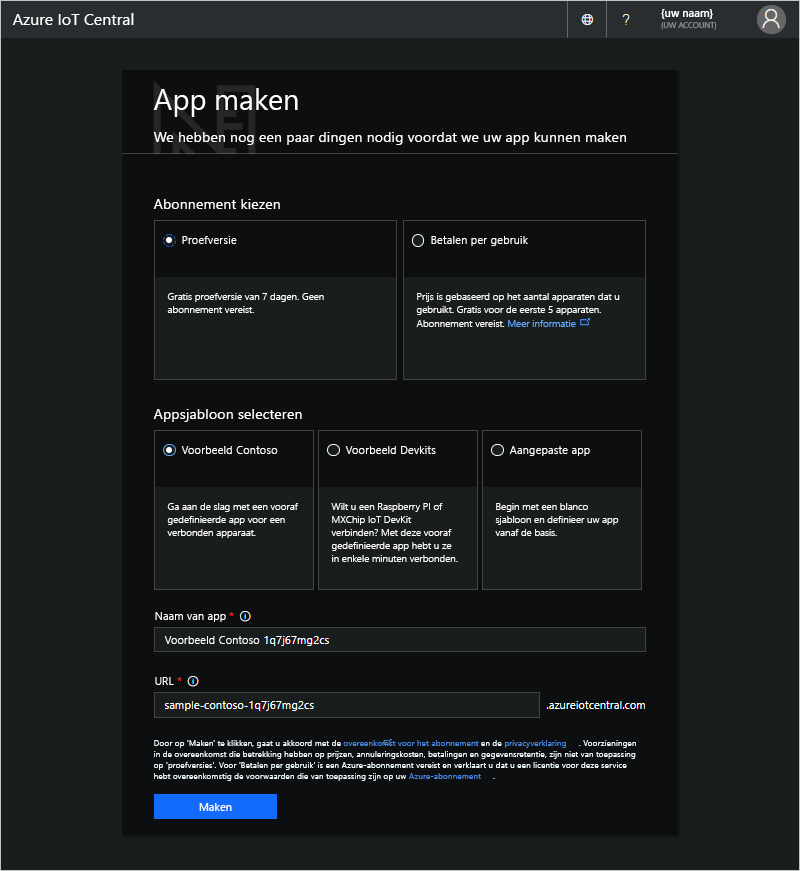 Azure IoT Central
?
{uw naam}
{UW ACCOUNT}
App maken
We hebben nog een paar dingen nodig voordat we uw app kunnen maken
Abonnement kiezen
Proefversie
Gratis proefversie van 7 dagen. Geen
abonnement vereist.
Betalen per gebruik
Prijs is gebaseerd op het aantal apparaten dat u
gebruikt. Gratis voor de eerste 5 apparaten.
Abonnement vereist. Meer informatie
Appsjabloon selecteren
Voorbeeld Contoso
Ga aan de slag met een vooraf
gedefinieerde app voor een
verbonden apparaat.
Voorbeeld Devkits
Wilt u een Raspberry PI of
MXChip IoT DevKit
verbinden? Met deze vooraf
gedefinieerde app hebt u ze
in enkele minuten verbonden.
Aangepaste app
Begin met een blanco
sjabloon en definieer uw app
vanaf de basis.
Naam van app *
Voorbeeld Contoso 1q7j67mg2cs
URL *
sample-contoso-1q7j67mg2cs .azureiotcentral.com
Door op 'Maken' te klikken, gaat u akkoord met de overeenkomst voor het abonnement en de privacyverklaring . Voorzieningen
in de overeenkomst die betrekking hebben op prijzen, annuleringskosten, betalingen en gegevensretentie, zijn niet van toepassing
op 'proefversies'. Voor 'Betalen per gebruik' is een Azure-abonnement vereist en verklaart u dat u een licentie voor deze service
hebt overeenkomstig de voorwaarden die van toepassing zijn op uw Azure-abonnement .
Maken